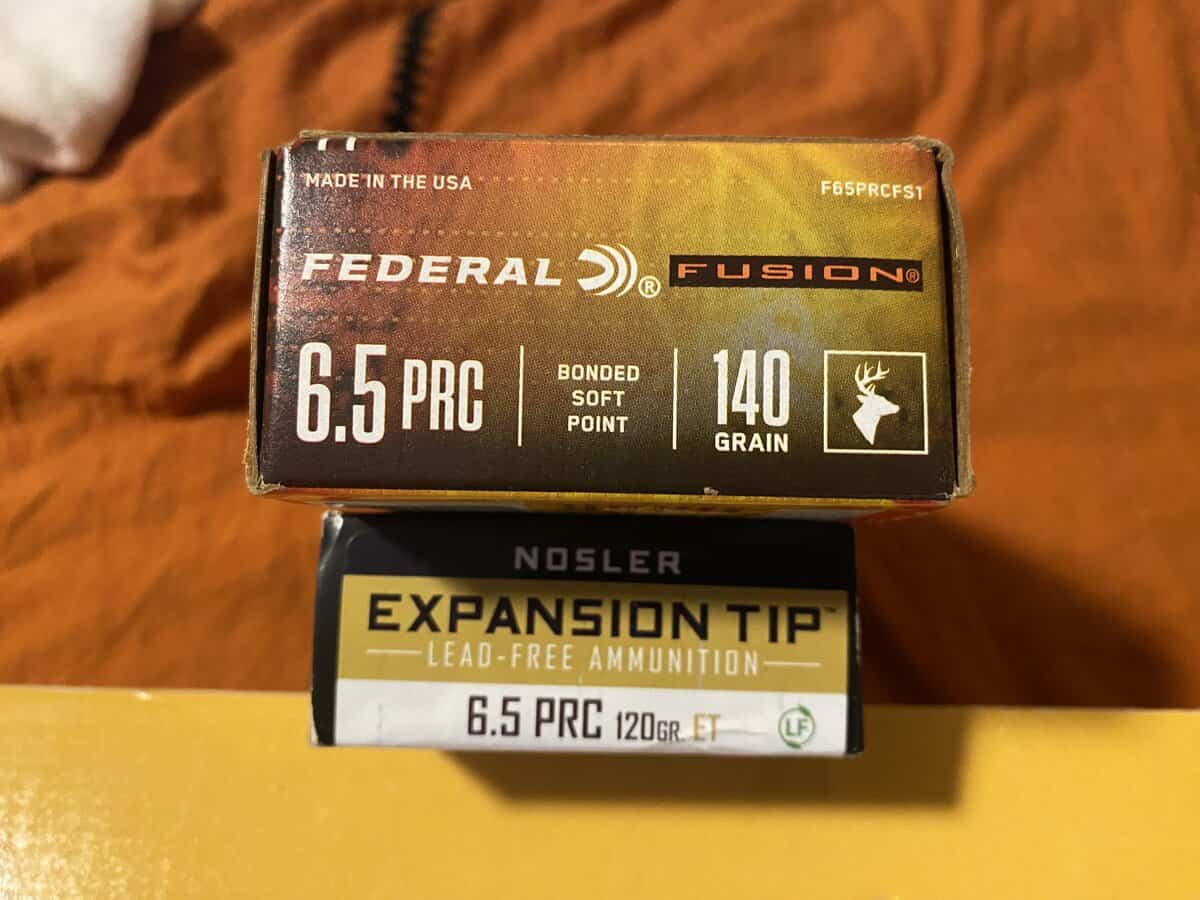 MADE IN THE USA
F65PRCFS1
FEDERAL ® FUSION®
6.5 PRC
BONDED
SOFT
POINT
140
GRAIN
NOSLER
EXPANSION TIP™
LEAD-FREE AMMUNITION
6.5 PRC 120GR. ET LF